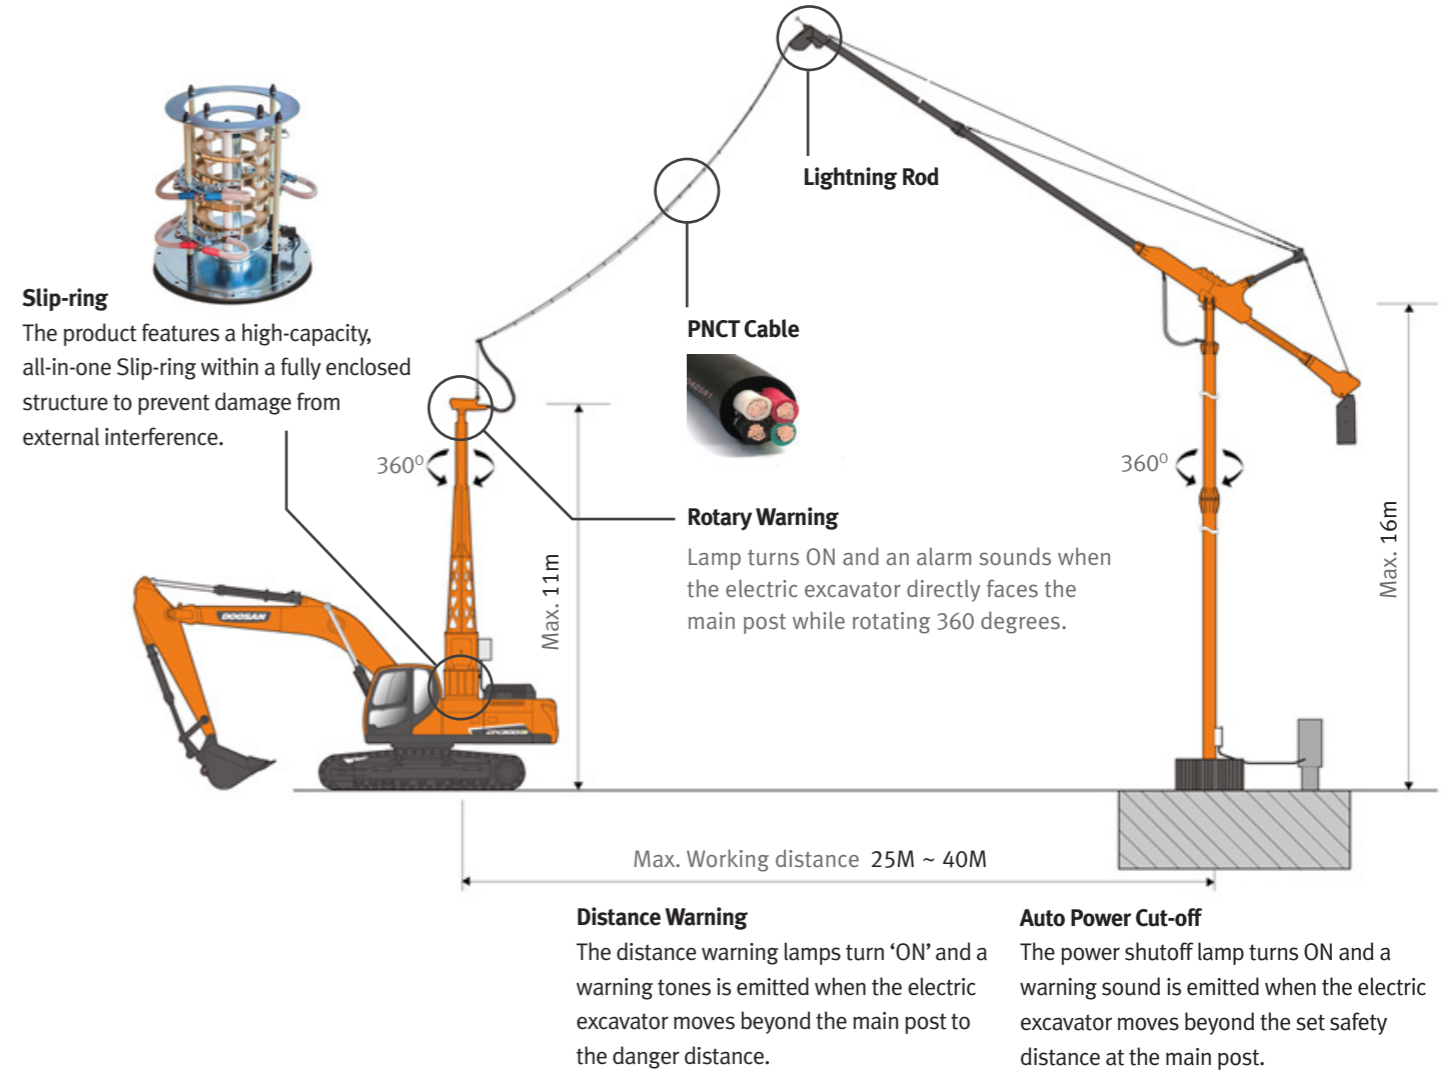 Lightning Rod
Slip-ring
The product features a high-capacity,
all-in-one Slip-ring within a fully enclosed
structure to prevent damage from
external interference.
PNCT Cable
360⁰
360⁰
Rotary Warning
Lamp turns ON and an alarm sounds when
the electric excavator directly faces the
main post while rotating 360 degrees.
Max. 11m
Max. 16m
DOOSAN
Max. Working distance 25M ~ 40M
Distance Warning
The distance warning lamps turn ‘ON’ and a
warning tones is emitted when the electric
excavator moves beyond the main post to
the danger distance.
Auto Power Cut-off
The power shutoff lamp turns ON and a
warning sound is emitted when the electric
excavator moves beyond the set safety
distance at the main post.